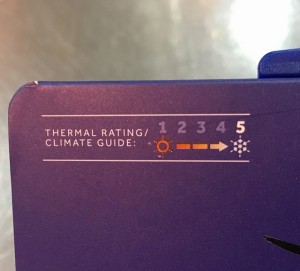 1 2 3 4 5
THERMAL RATING/
CLIMATE GUIDE: